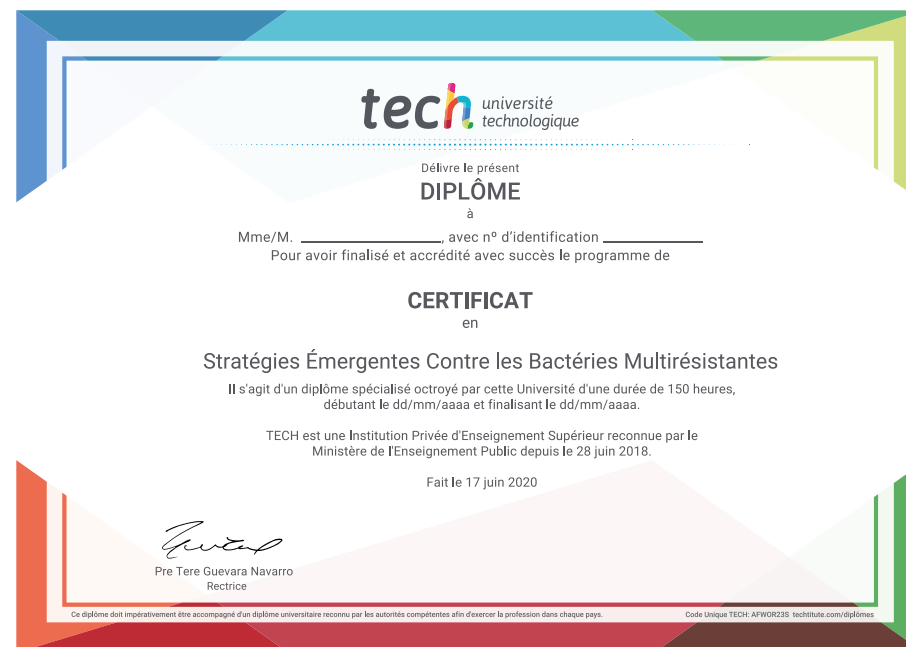 tech université
technologique
Délivre le présent
DIPLÔME
à
Mme/M. ____________________, avec nº d'identification ______________
Pour avoir finalisé et accrédité avec succès le programme de
CERTIFICAT
en
Stratégies Émergentes Contre les Bactéries Multirésistantes
Il s'agit d'un diplôme spécialisé octroyé par cette Université d'une durée de 150 heures,
débutant le dd/mm/aaaa et finalisant le dd/mm/aaaa.
TECH est une Institution Privée d'Enseignement Supérieur reconnue par le
Ministère de l'Enseignement Public depuis le 28 juin 2018.
Fait le 17 juin 2020
Pre Tere Guevara Navarro
Rectrice
Ce diplôme doit impérativement être accompagné d'un diplôme universitaire reconnu par les autorités compétentes afin d'exercer la profession dans chaque pays. Code Unique TECH: AFWOR23S techtitute.com/diplômes